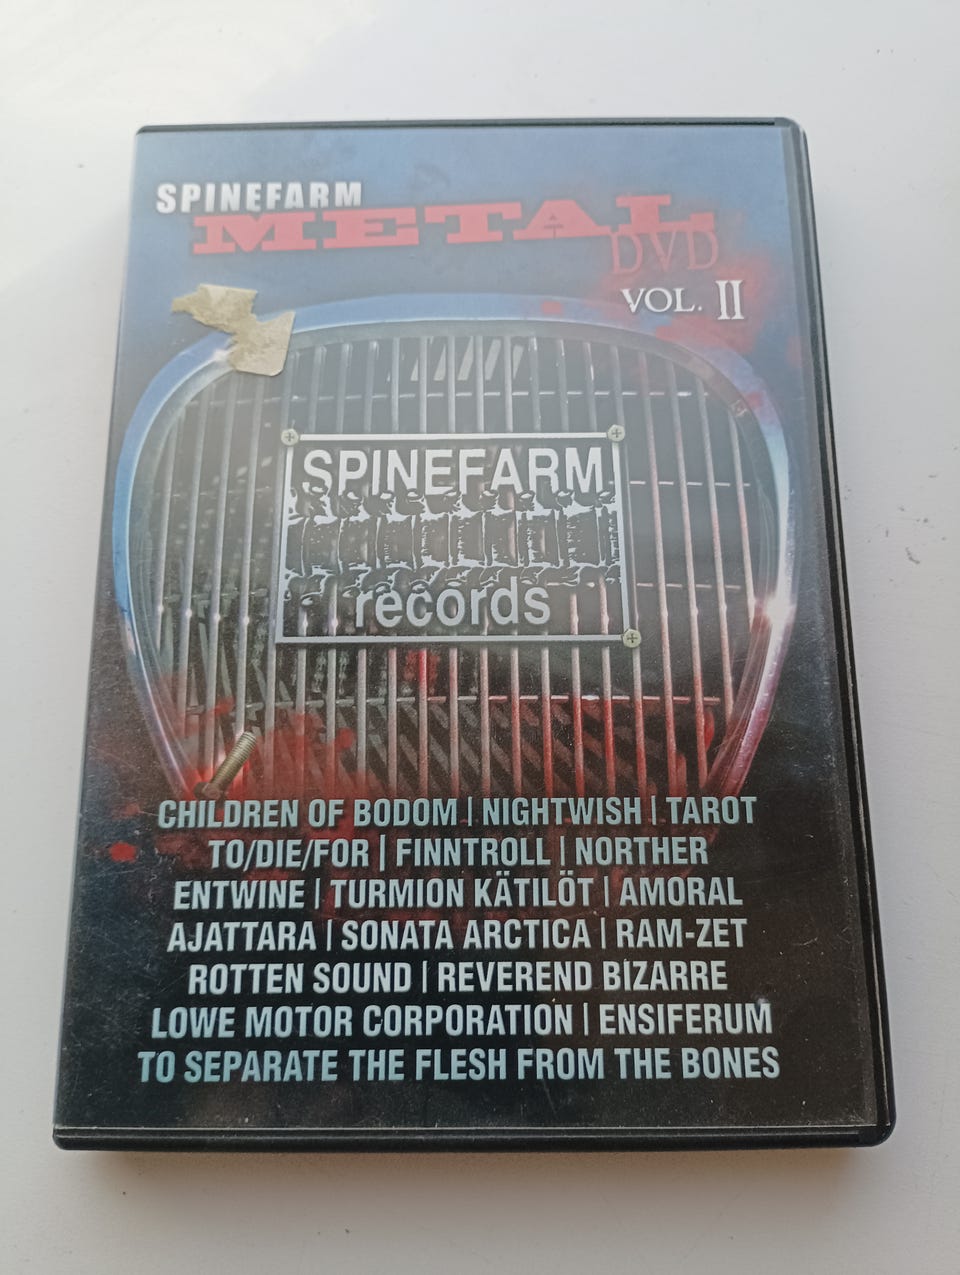 SPINEFARM
METAL
DVD
VOL. II
SPINEFARM
records
CHILDREN OF BODOM | NIGHTWISH | TAROT
TO/DIE/FOR | FINNTROLL | NORTHER
ENTWINE | TURMION KÄTILÖT | AMORAL
AJATTARA | SONATA ARCTICA | RAM-ZET
ROTTEN SOUND | REVEREND BIZARRE
LOWE MOTOR CORPORATION | ENSIFERUM
TO SEPARATE THE FLESH FROM THE BONES